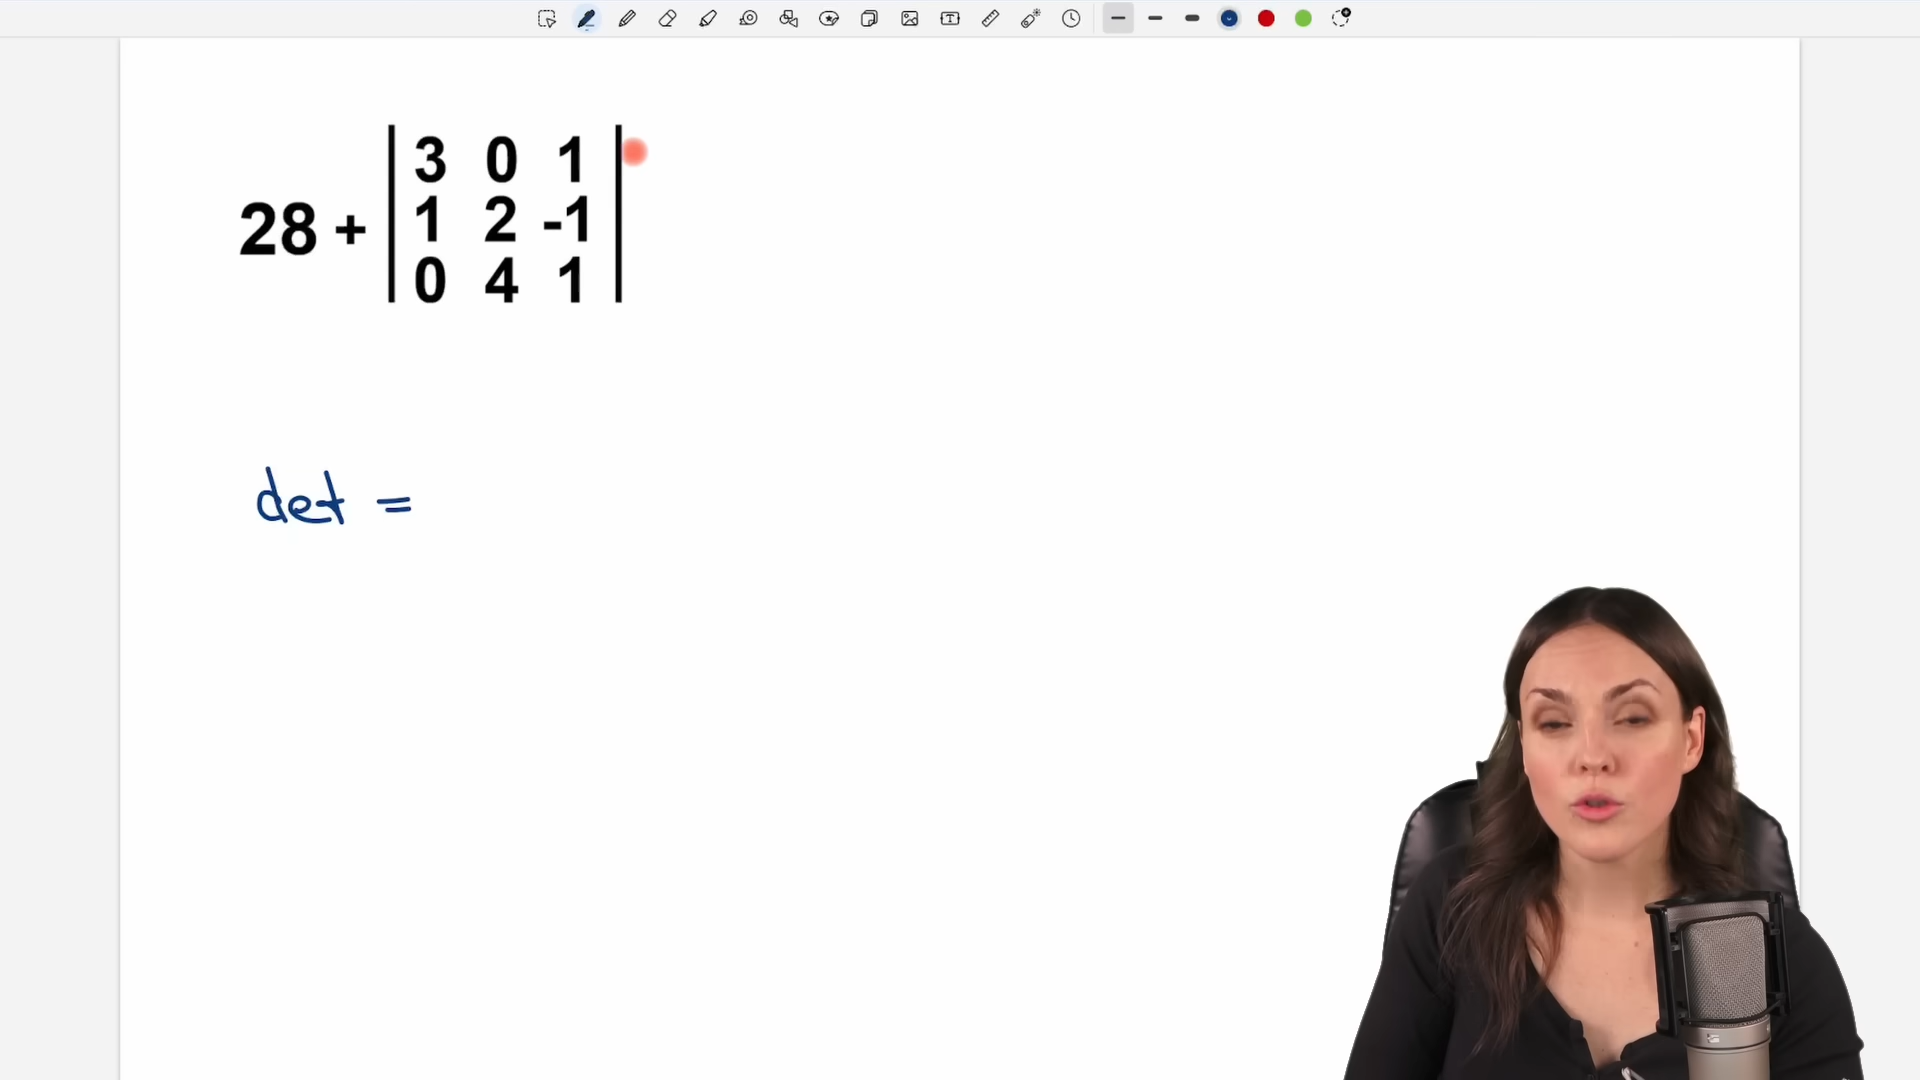 28 + | 3 0 1 |
| 1 2 -1 |
| 0 4 1 |
det =